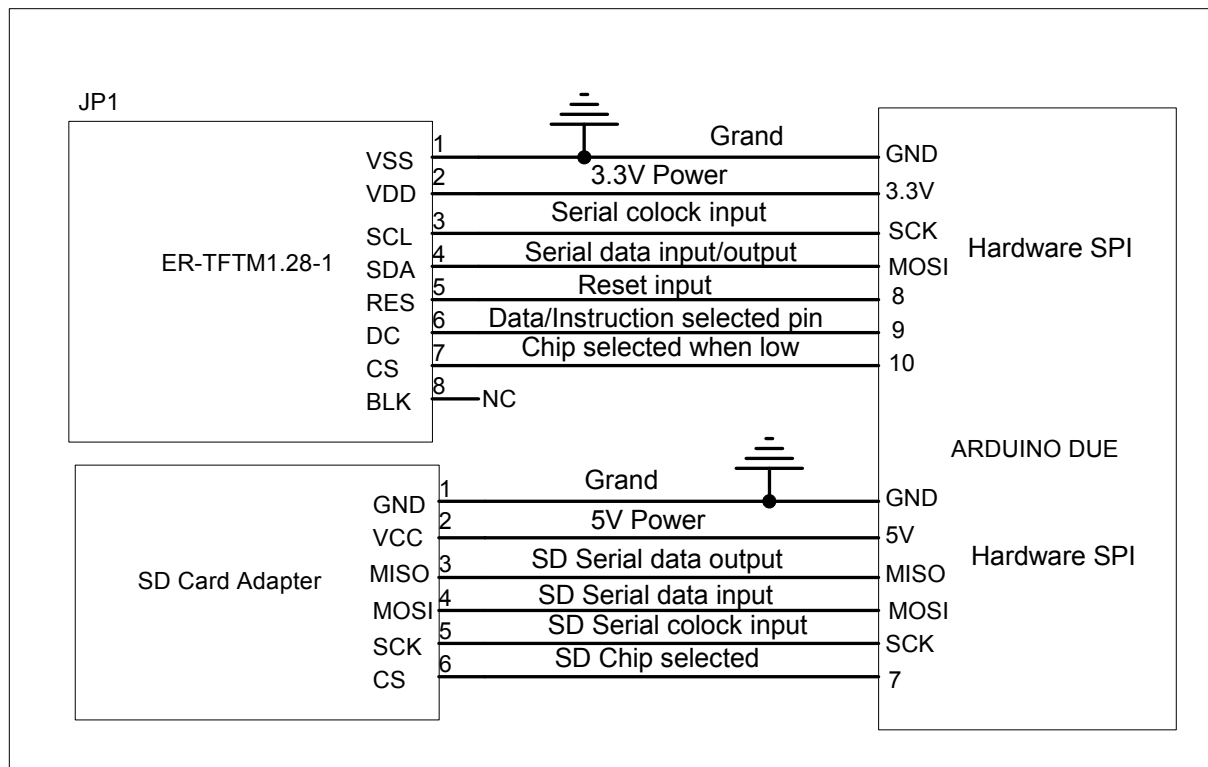 JP1
ER-TFTM1.28-1
VSS 1 Grand GND
VDD 2 3.3V Power 3.3V
SCL 3 Serial colock input SCK
SDA 4 Serial data input/output MOSI
RES 5 Reset input 8
DC 6 Data/Instruction selected pin 9
CS 7 Chip selected when low 10
BLK 8 NC
Hardware SPI
ARDUINO DUE
SD Card Adapter
GND 1 Grand GND
VCC 2 5V Power 5V
MISO 3 SD Serial data output MISO
MOSI 4 SD Serial data input MOSI
SCK 5 SD Serial colock input SCK
CS 6 SD Chip selected 7
Hardware SPI